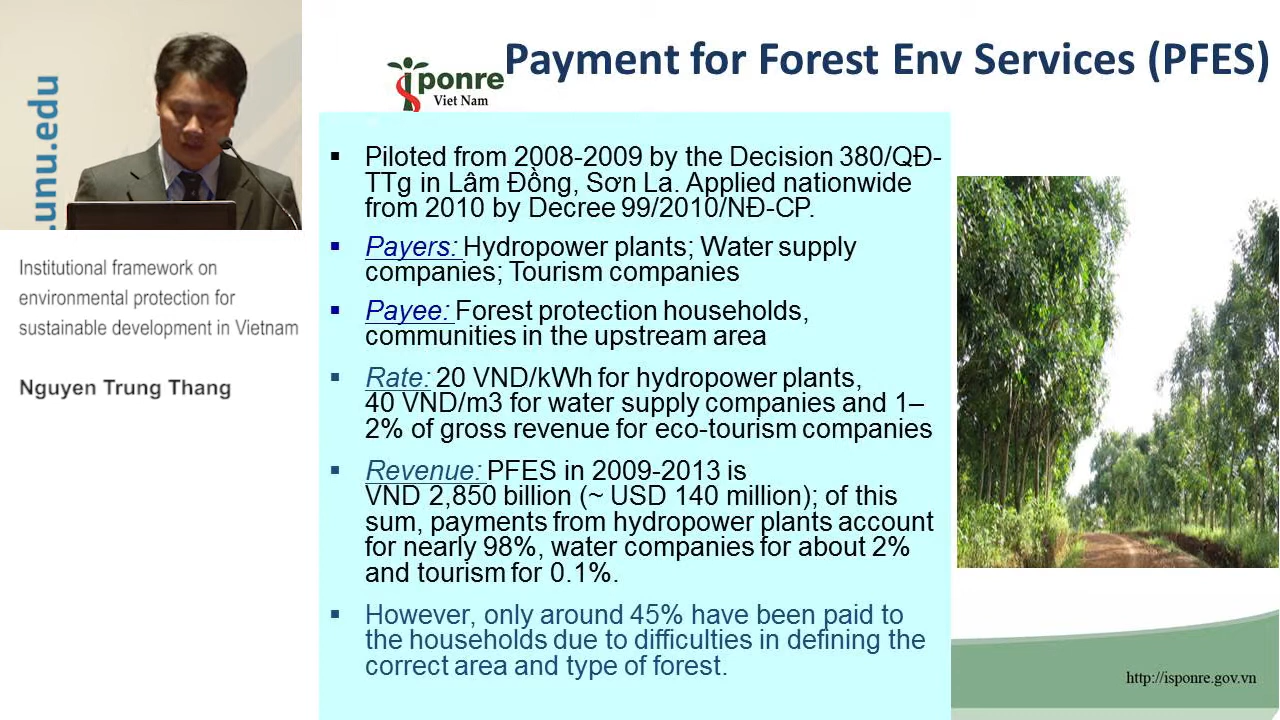 Payment for Forest Env Services (PFES)
isponre
Viet Nam
.unu.edu
Institutional framework on
environmental protection for
sustainable development in Vietnam
Nguyen Trung Thang
▪ Piloted from 2008-2009 by the Decision 380/QĐ-
TTg in Lâm Đồng, Sơn La. Applied nationwide
from 2010 by Decree 99/2010/NĐ-CP.
▪ Payers: Hydropower plants; Water supply
companies; Tourism companies
▪ Payee: Forest protection households,
communities in the upstream area
▪ Rate: 20 VND/kWh for hydropower plants,
40 VND/m3 for water supply companies and 1–
2% of gross revenue for eco-tourism companies
▪ Revenue: PFES in 2009-2013 is
VND 2,850 billion (~ USD 140 million); of this
sum, payments from hydropower plants account
for nearly 98%, water companies for about 2%
and tourism for 0.1%.
▪ However, only around 45% have been paid to
the households due to difficulties in defining the
correct area and type of forest.
http://isponre.gov.vn